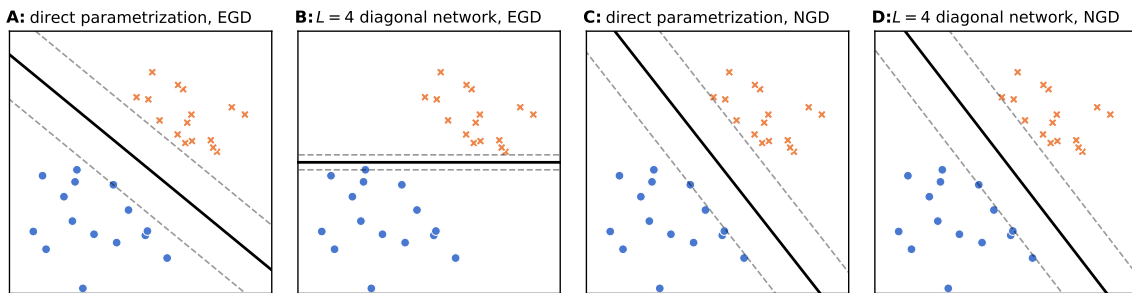 A: direct parametrization, EGD
B: L = 4 diagonal network, EGD
C: direct parametrization, NGD
D: L = 4 diagonal network, NGD